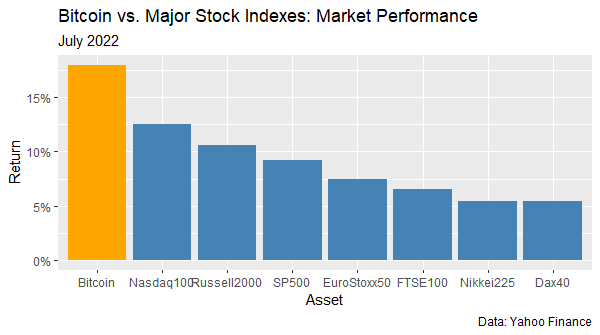 Bitcoin vs. Major Stock Indexes: Market Performance
July 2022
Return
15%
10%
5%
0%
Bitcoin Nasdaq100 Russell2000 SP500 EuroStoxx50 FTSE100 Nikkei225 Dax40
Asset
Data: Yahoo Finance